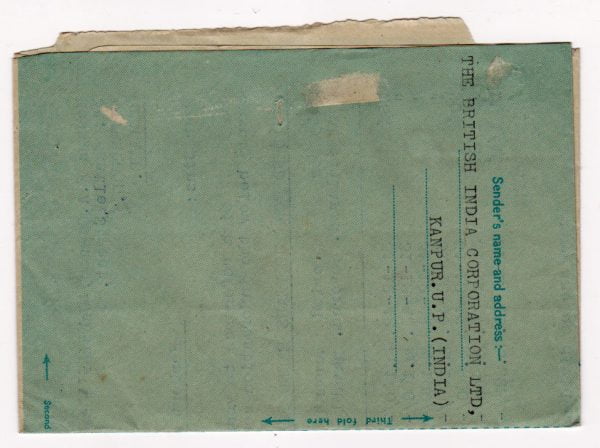 Sender's name and address :—
THE BRITISH INDIA CORPORATION LTD,
KANPUR.U.P.(INDIA)
Third fold here
Second